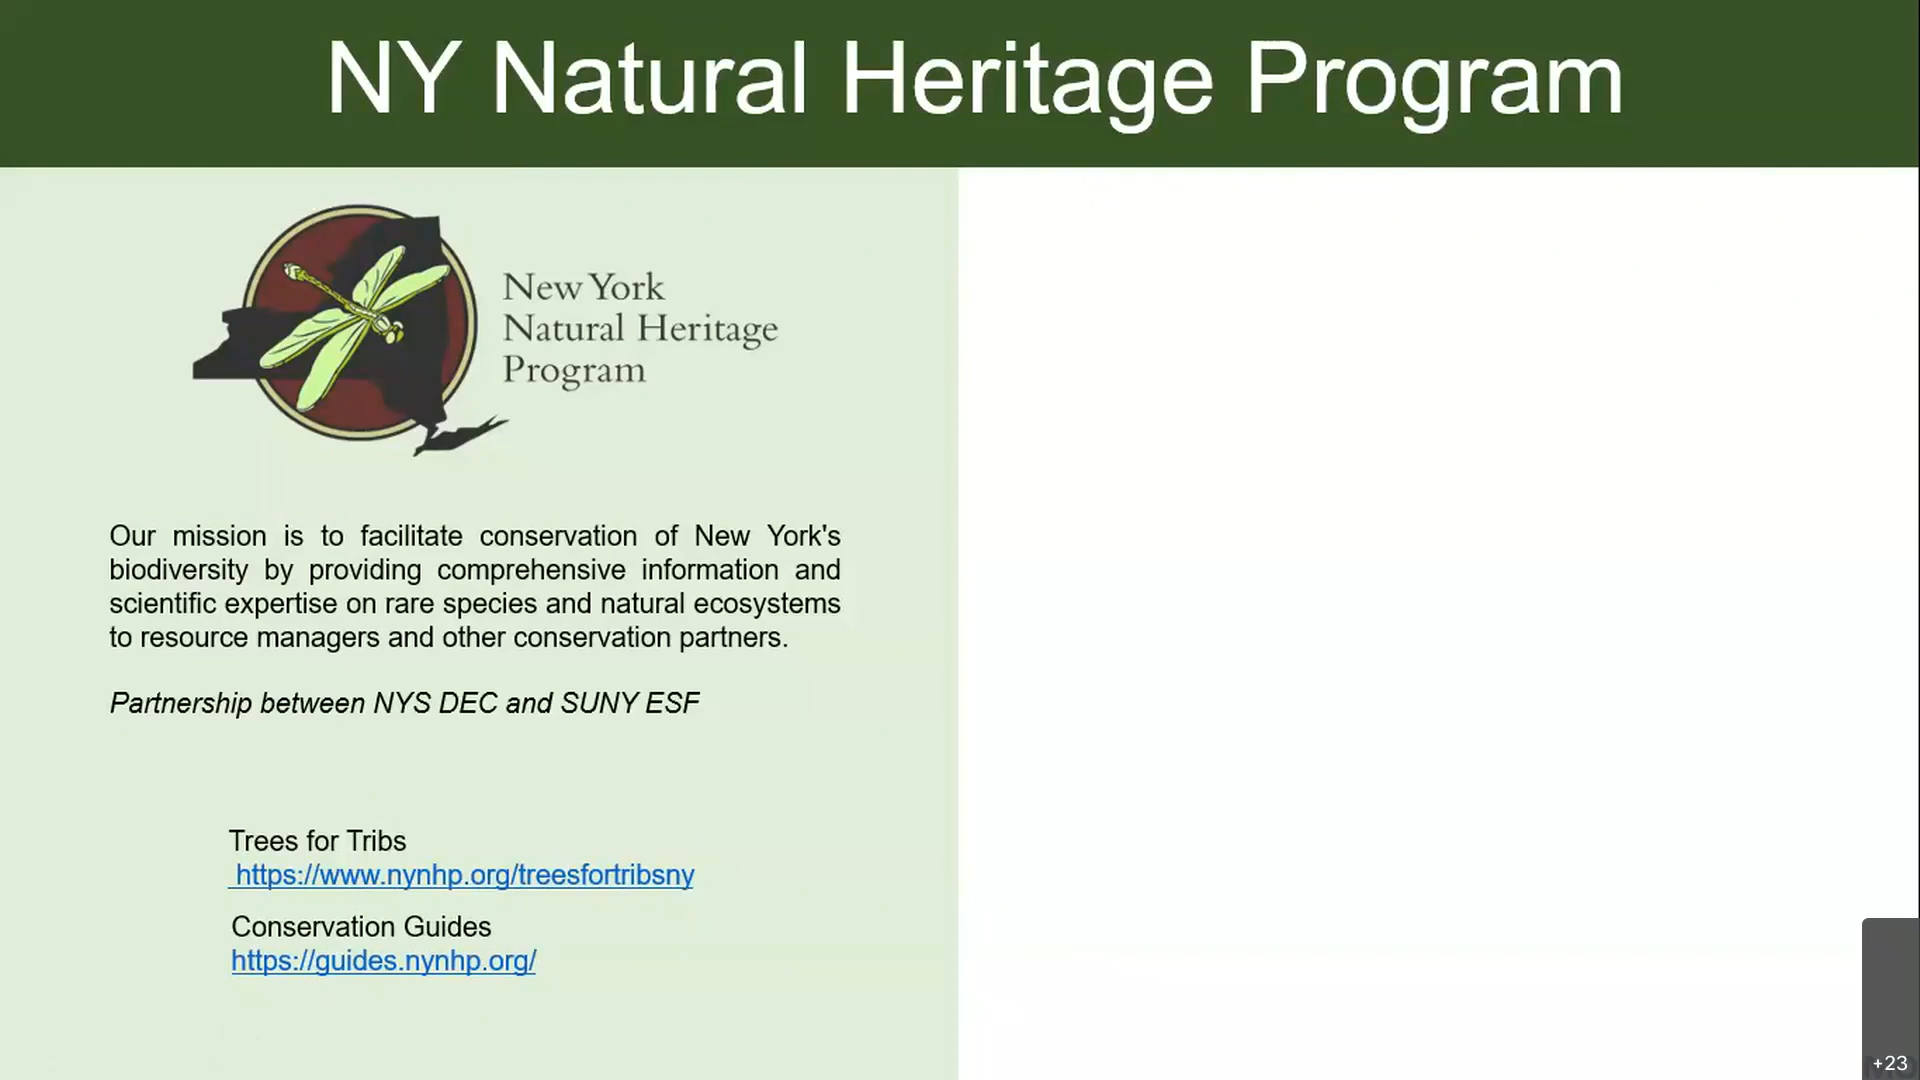 NY Natural Heritage Program
New York
Natural Heritage
Program
Our mission is to facilitate conservation of New York's
biodiversity by providing comprehensive information and
scientific expertise on rare species and natural ecosystems
to resource managers and other conservation partners.
Partnership between NYS DEC and SUNY ESF
Trees for Tribs
https://www.nynhp.org/treesfortribsny
Conservation Guides
https://guides.nynhp.org/
+23